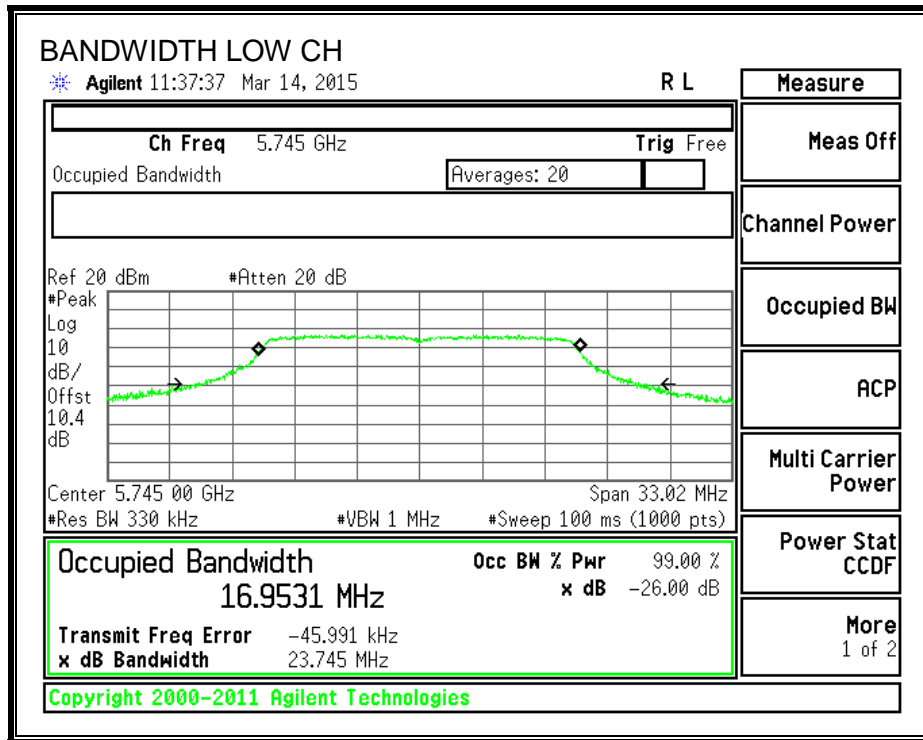 BANDWIDTH LOW CH
Agilent 11:37:37 Mar 14, 2015 R L
Measure
Ch Freq 5.745 GHz Trig Free
Meas Off
Occupied Bandwidth Averages: 20
Channel Power
Ref 20 dBm #Atten 20 dB
#Peak
Log
10
dB/
Offst
10.4
dB
Occupied BW
ACP
Multi Carrier
Power
Center 5.745 00 GHz Span 33.02 MHz
#Res BW 330 kHz #VBW 1 MHz #Sweep 100 ms (1000 pts)
Power Stat
CCDF
Occupied Bandwidth
16.9531 MHz
Occ BW % Pwr 99.00 %
x dB -26.00 dB
Transmit Freq Error -45.991 kHz
x dB Bandwidth 23.745 MHz
More
1 of 2
Copyright 2000-2011 Agilent Technologies